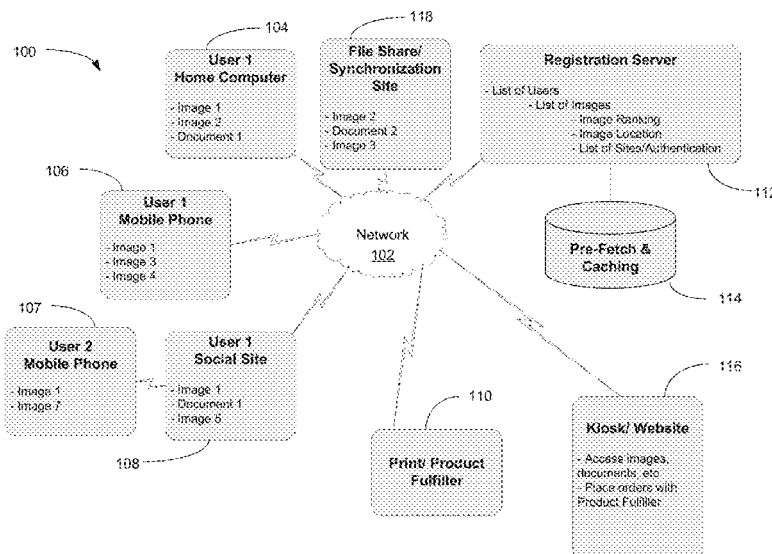 100
104
User 1
Home Computer
- Image 1
- Image 2
- Document 1
118
File Share/
Synchronization
Site
- Image 2
- Document 2
- Image 3
Registration Server
- List of Users
- List of Images
- Image Ranking
- Image Location
- List of Sites/Authentication
112
106
User 1
Mobile Phone
- Image 1
- Image 3
- Image 4
Network
102
Pre-Fetch &
Caching
114
107
User 2
Mobile Phone
- Image 1
- Image 7
User 1
Social Site
- Image 1
Document 1
- Image 5
108
110
Print/ Product
Fulfiller
116
Kiosk/ Website
- Access images,
documents, etc
- Place orders with
Product Fulfiller